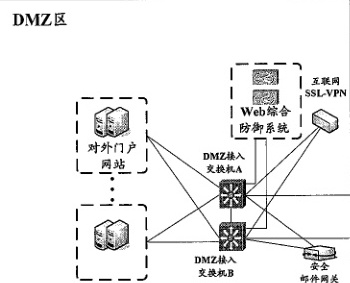 DMZ区
互联网
SSL-VPN
Web综合
防御系统
对外门户
网站
DMZ接入
交换机A
DMZ接入
交换机B
安全
邮件网关